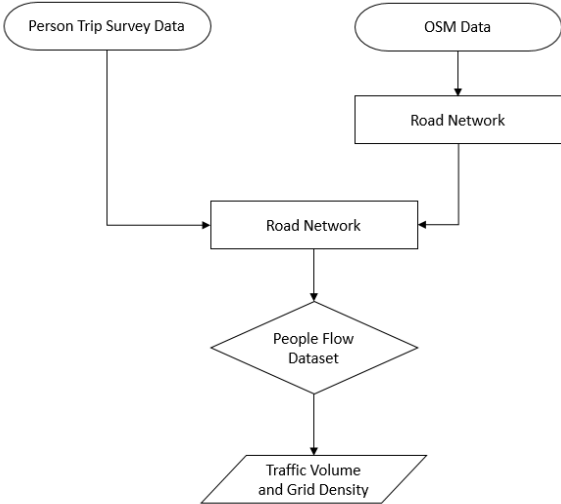 Person Trip Survey Data
OSM Data
Road Network
Road Network
People Flow
Dataset
Traffic Volume
and Grid Density